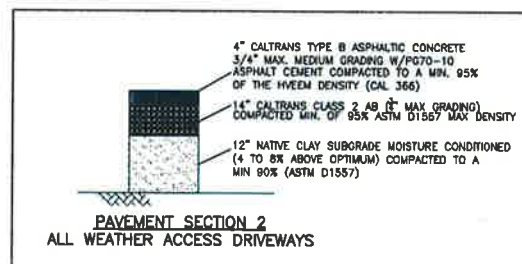 4" CALTRANS TYPE B ASPHALTIC CONCRETE
3/4" MAX. MEDIUM GRADING W/PG70-10
ASPHALT CEMENT COMPACTED TO A MIN. 95%
OF THE HVEEM DENSITY (CAL 366)
14" CALTRANS CLASS 2 AB ( MAX GRADING)
COMPACTED MIN. OF 95% ASTM D1557 MAX DENSITY
12" NATIVE CLAY SUBGRADE MOISTURE CONDITIONED
(4 TO 8% ABOVE OPTIMUM) COMPACTED TO A
MIN 90% (ASTM D1557)
PAVEMENT SECTION 2
ALL WEATHER ACCESS DRIVEWAYS